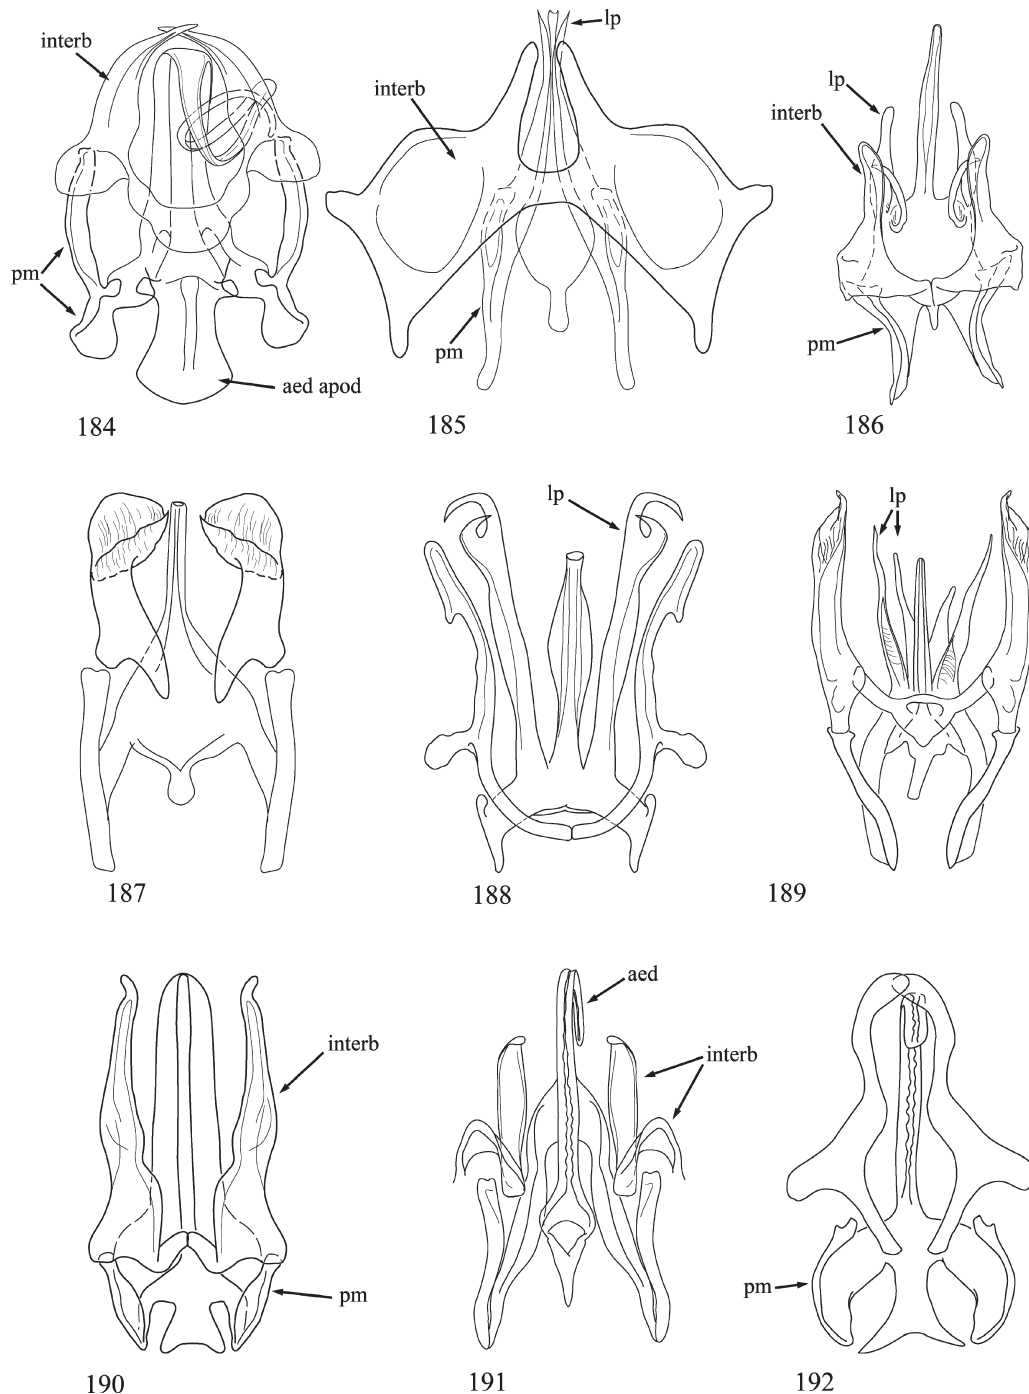 interb
pm
aed apod
184
lp
interb
pm
185
lp
interb
pm
186
187
lp
188
lp
189
interb
pm
190
aed
interb
191
pm
192